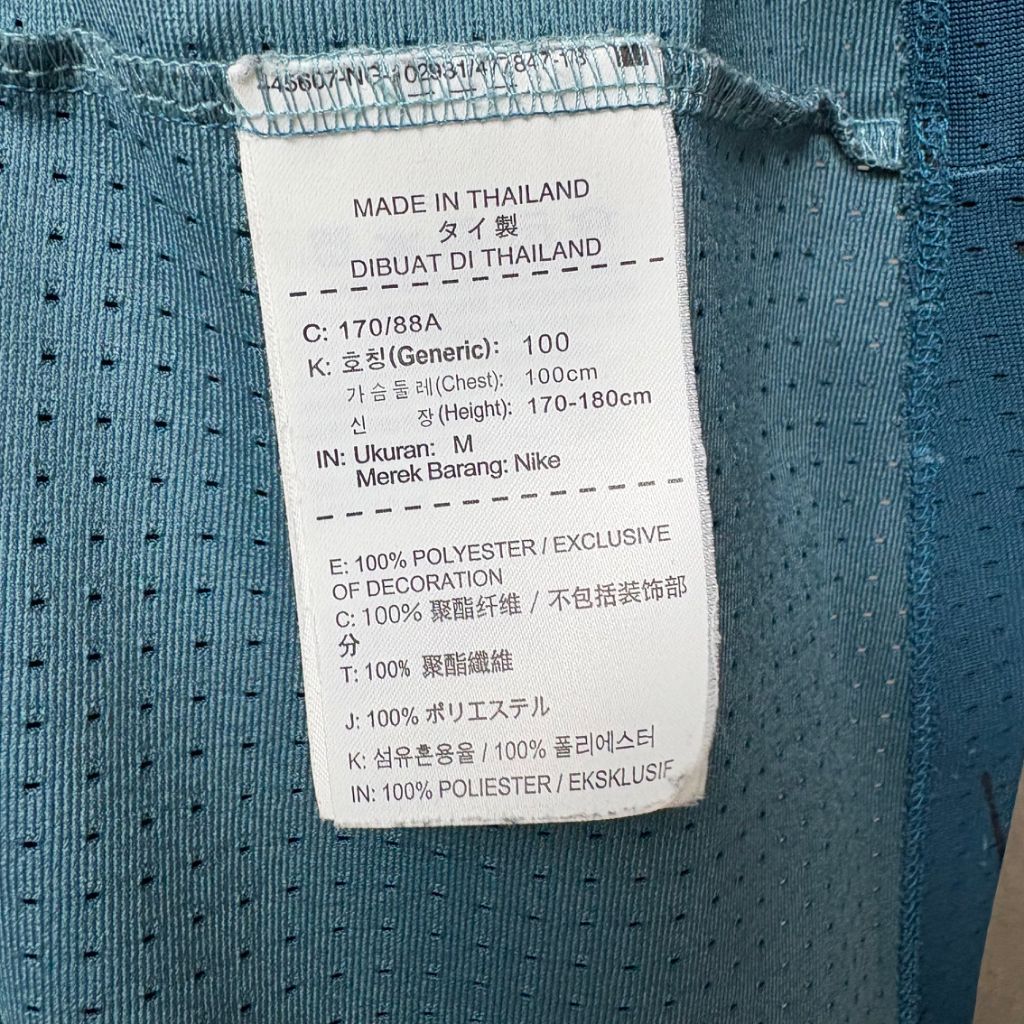 MADE IN THAILAND
タイ製
DIBUAT DI THAILAND
C: 170/88A
K: 호칭(Generic): 100
가슴둘레(Chest): 100cm
신 장(Height): 170-180cm
IN: Ukuran: M
Merek Barang: Nike
E: 100% POLYESTER / EXCLUSIVE
OF DECORATION
C: 100% 聚酯纤维 / 不包括装饰部
分
T: 100% 聚酯纖維
J: 100% ポリエステル
K: 섬유혼용율 / 100% 폴리에스터
IN: 100% POLIESTER / EKSKLUSIF